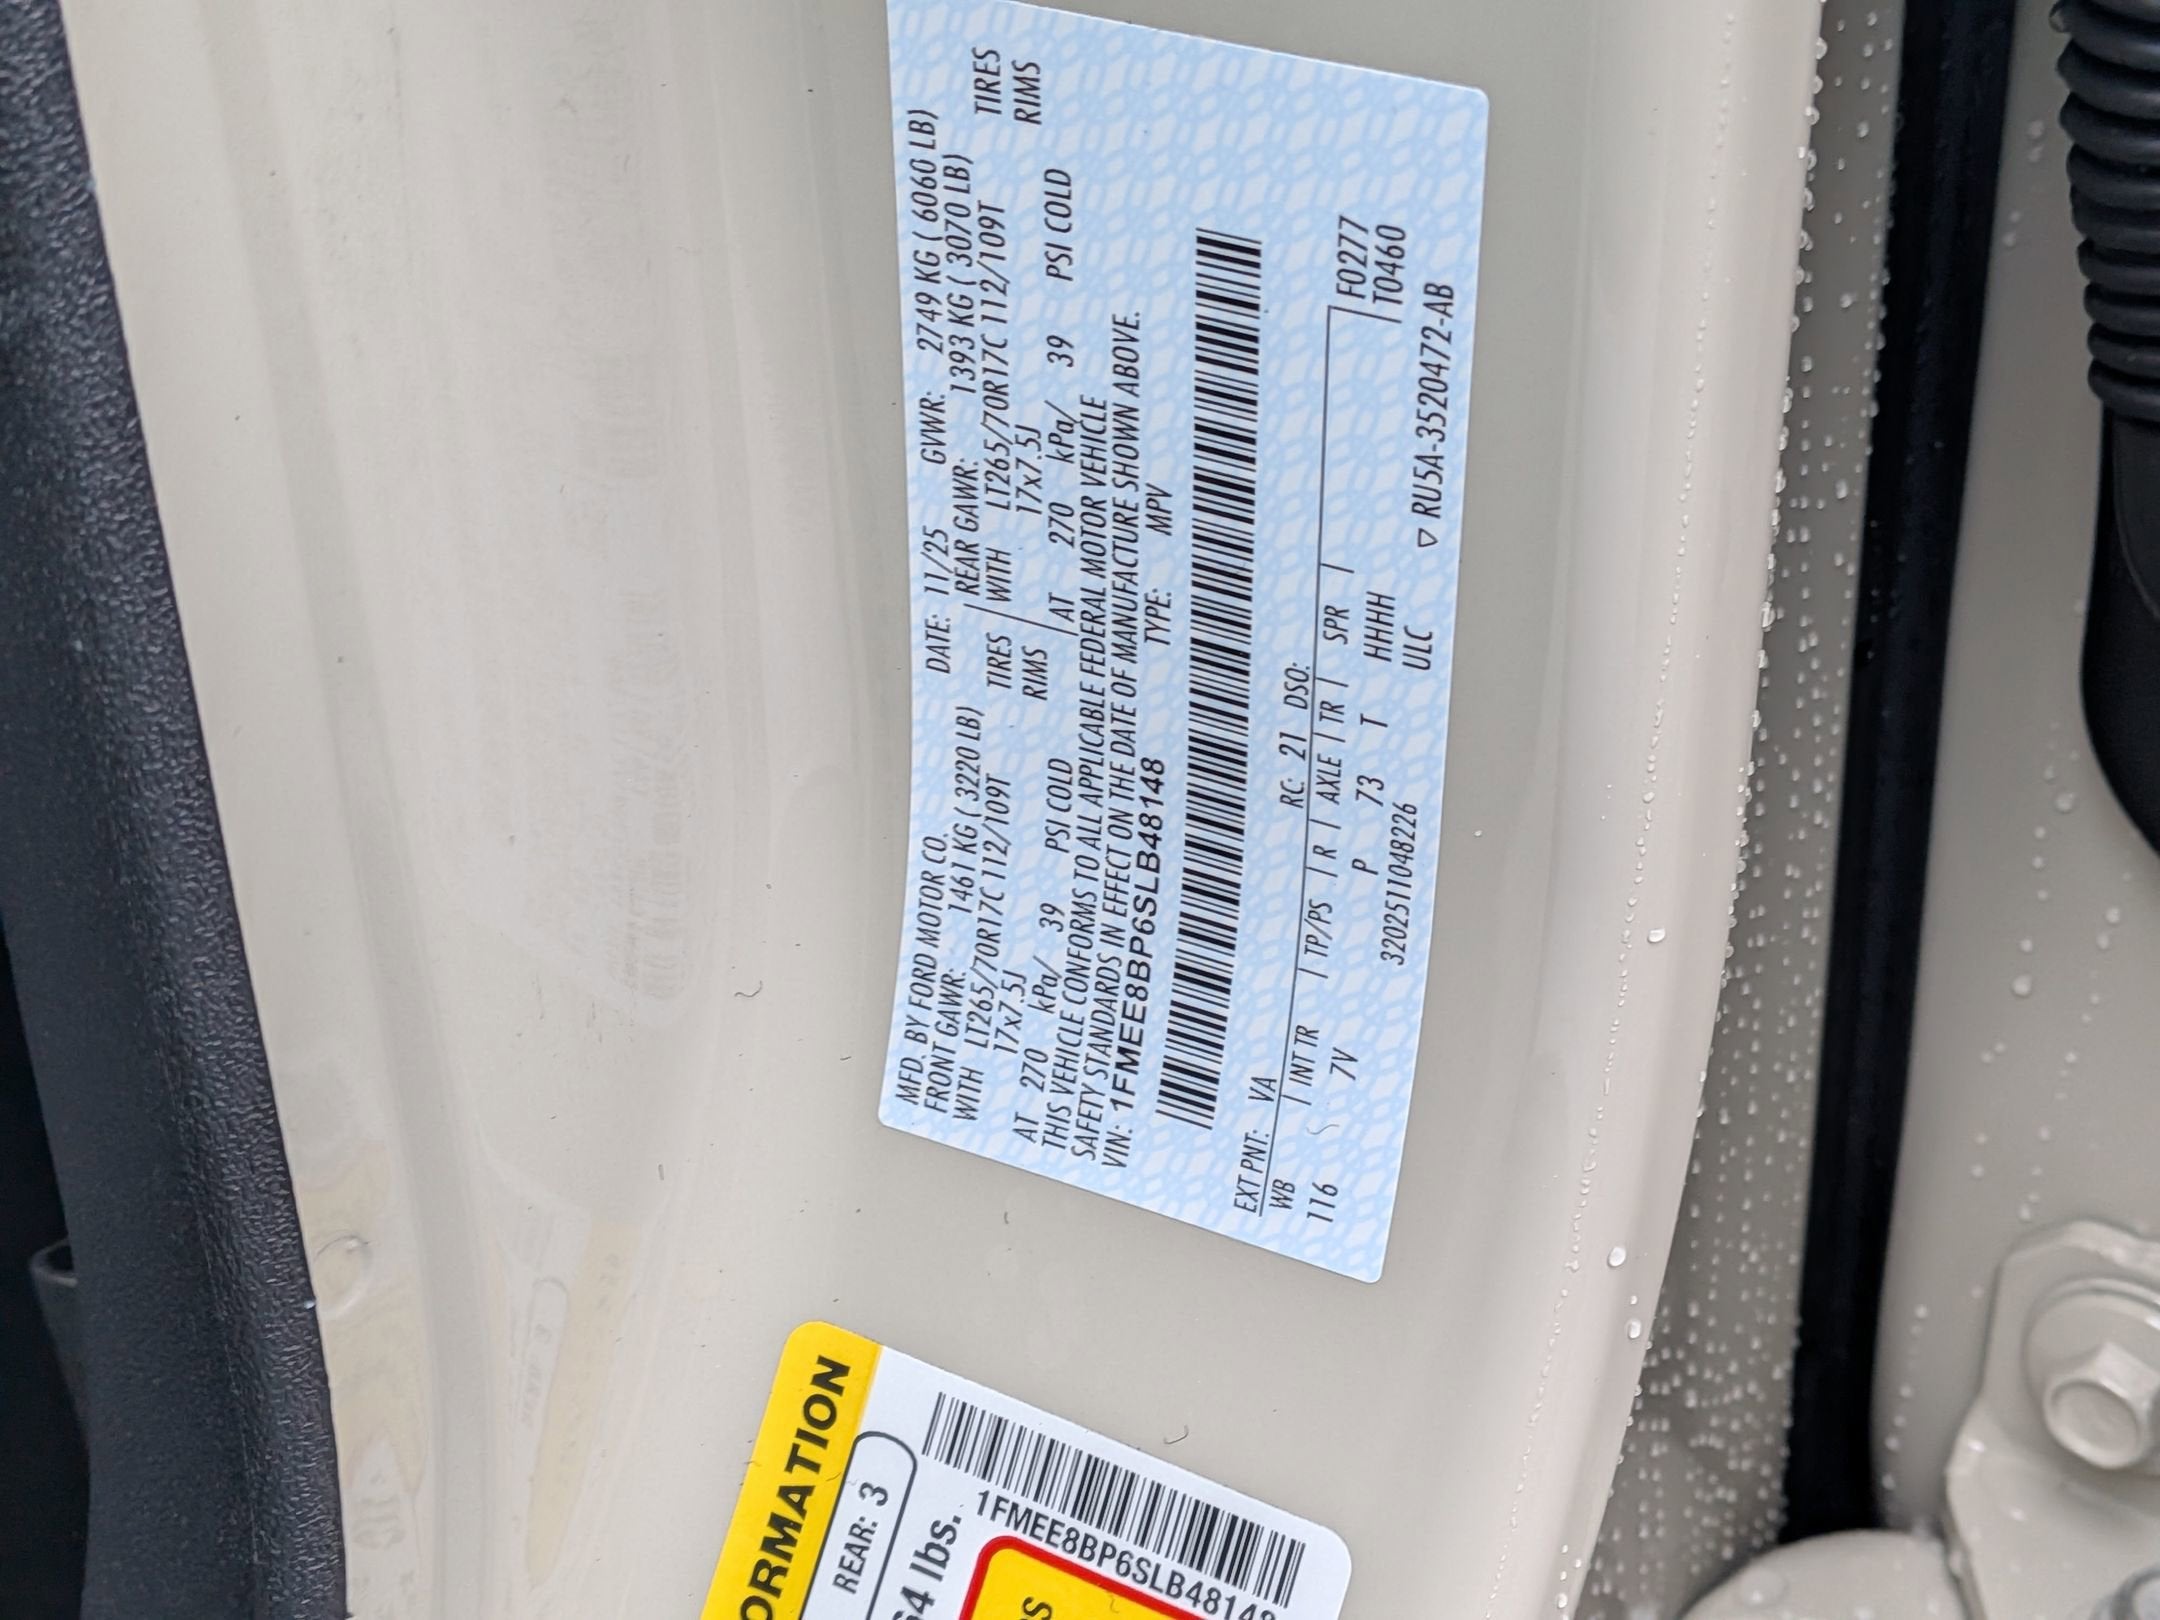 MFD. BY FORD MOTOR CO. DATE: 11/25 GVWR: 2749 KG ( 6060 LB)
FRONT GAWR: 1461 KG ( 3220 LB) REAR GAWR: 1393 KG ( 3070 LB)
WITH LT265/70R17C 112/109T TIRES WITH LT265/70R17C 112/109T TIRES
17x7.5J RIMS 17x7.5J RIMS
AT 270 kPa/ 39 PSI COLD AT 270 kPa/ 39 PSI COLD
THIS VEHICLE CONFORMS TO ALL APPLICABLE FEDERAL MOTOR VEHICLE
SAFETY STANDARDS IN EFFECT ON THE DATE OF MANUFACTURE SHOWN ABOVE.
VIN: 1FMEE8BP6SLB48148 TYPE: MPV
EXT PNT: VA RC: 21 DSO:
WB | INT TR | TP/PS | R | AXLE | TR | SPR | F0277
116 7V P 73 T HHHH T0460
3202511048226 ULC ▽ RU5A-3520472-AB
ORMATION
REAR: 3
64 lbs.
1FMEE8BP6SLB48148